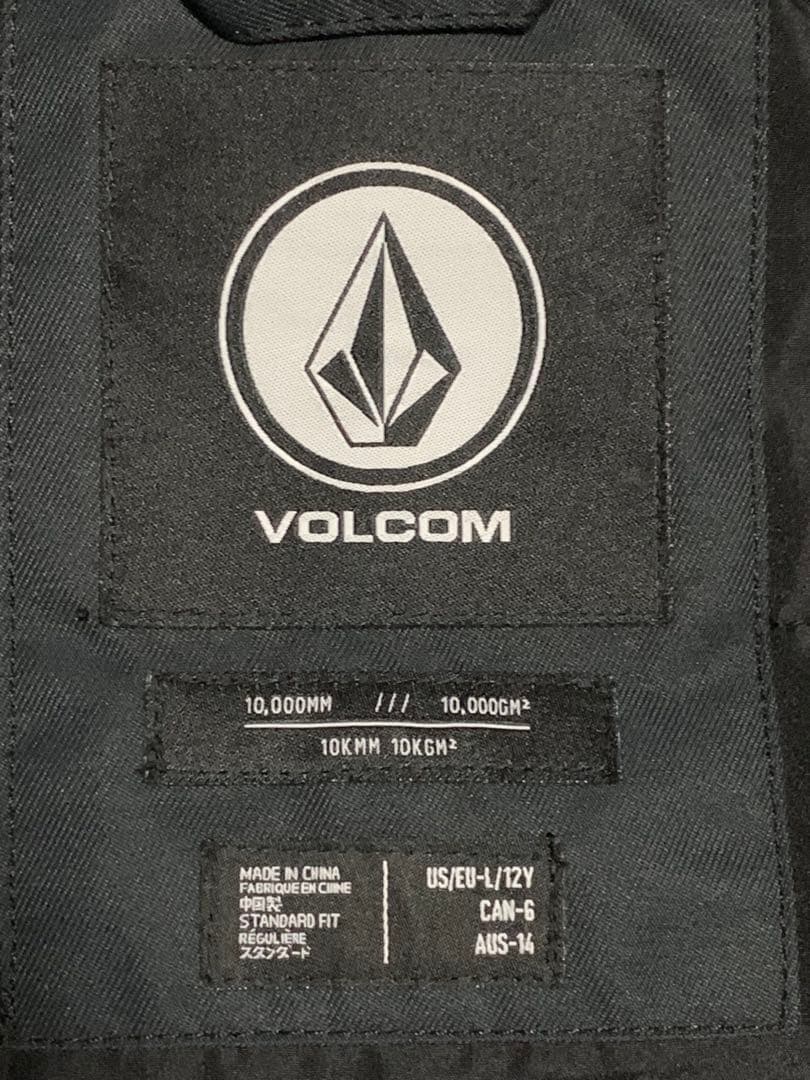 VOLCOM
10,000MM /// 10,000GM²
10KMM 10KGM²
MADE IN CHINA
FABRIQUE EN CHINE
中国製
STANDARD FIT
RÉGULIÈRE
スタンダード
US/EU-L/12Y
CAN-6
AUS-14